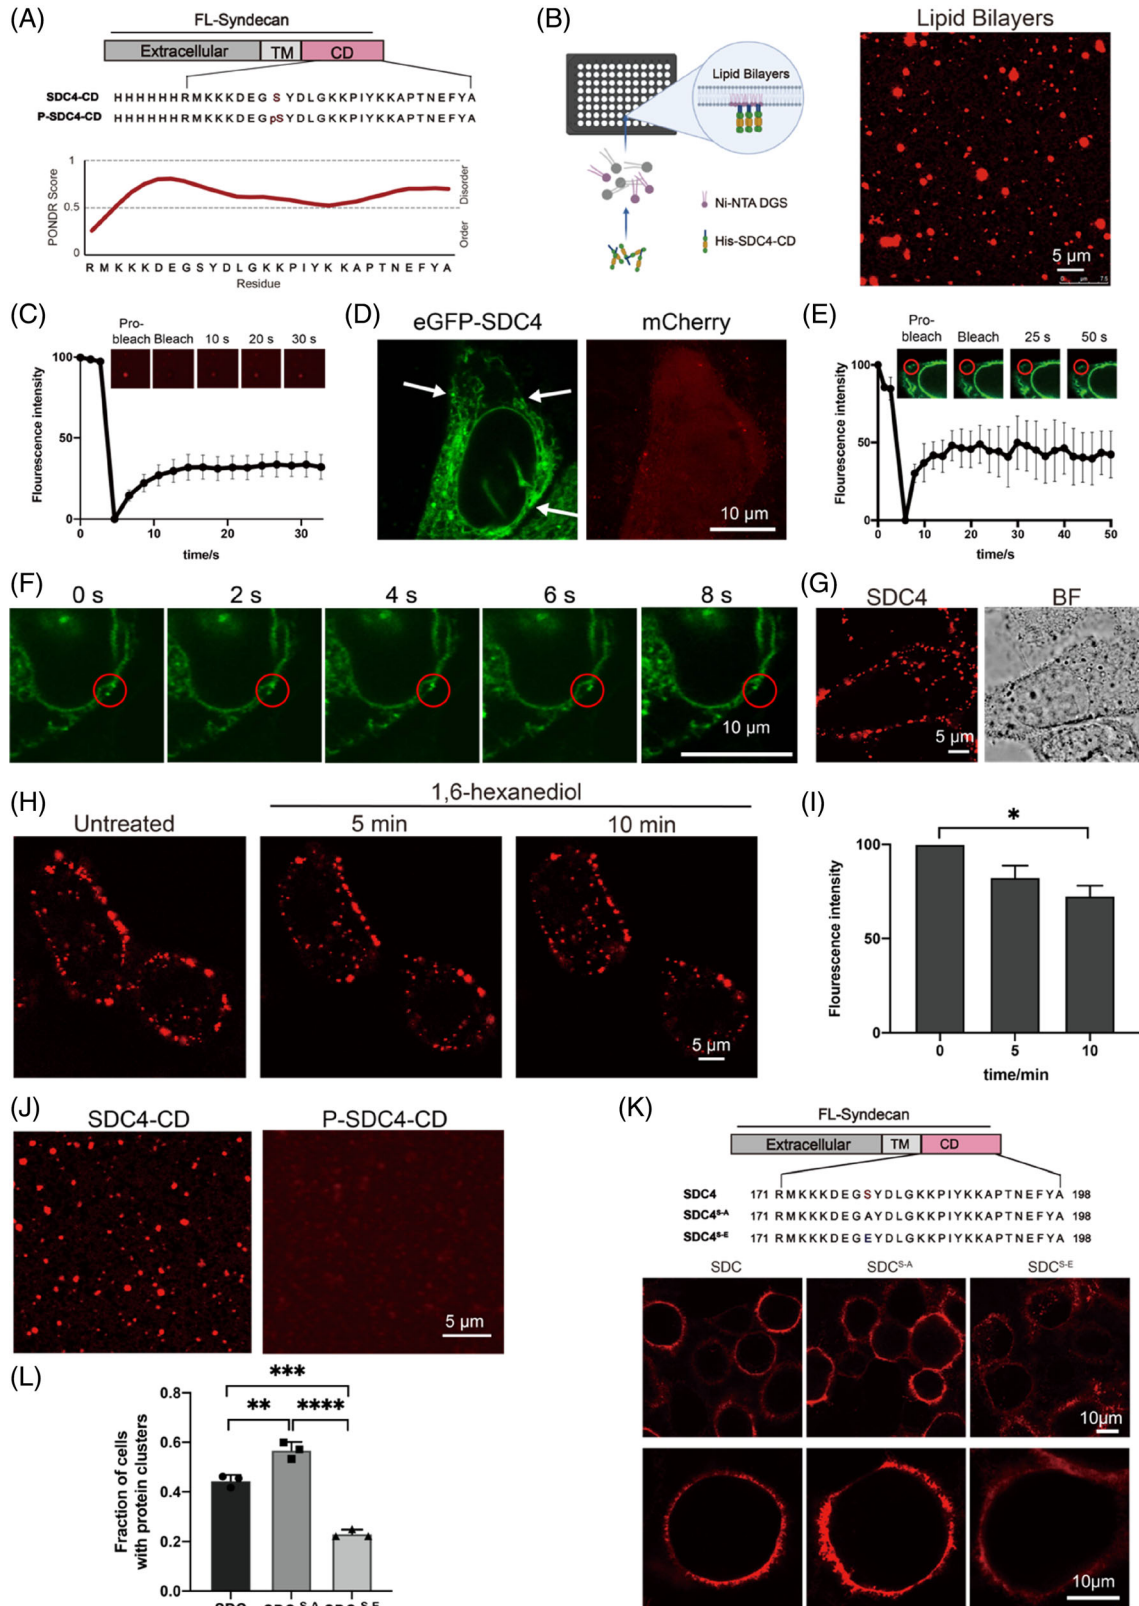 (A)
FL-Syndecan
Extracellular TM CD
SDC4-CD HHHHHHRMKKKDEGSYDLGKKPIYKKAPTNEFYA
P-SDC4-CD HHHHHHRMKKKDEGpSYDLGKKPIYKKAPTNEFYA
1
0.5
0
PONDR Score
Disorder
Order
R M K K K D E G S Y D L G K K P I Y K K A P T N E F Y A
Residue
(B)
Lipid Bilayers
Ni-NTA DGS
His-SDC4-CD
Lipid Bilayers
5 µm
(C)
Pro-bleach Bleach 10 s 20 s 30 s
100
50
0
Flourescence intensity
0 10 20 30
time/s
(D)
eGFP-SDC4 mCherry
10 µm
(E)
Pro-bleach Bleach 25 s 50 s
100
50
0
Flourescence intensity
0 10 20 30 40 50
time/s
(F)
0 s 2 s 4 s 6 s 8 s
10 µm
(G)
SDC4 BF
5 µm
(H)
1,6-hexanediol
Untreated 5 min 10 min
5 µm
(I)
*
100
50
0
Flourescence intensity
0 5 10
time/min
(J)
SDC4-CD P-SDC4-CD
5 µm
(K)
FL-Syndecan
Extracellular TM CD
SDC4 171 RMKKKDEGSYDLGKKPIYKKAPTNEFYA 198
SDC4S-A 171 RMKKKDEGAYDLGKKPIYKKAPTNEFYA 198
SDC4S-E 171 RMKKKDEGEYDLGKKPIYKKAPTNEFYA 198
SDC SDCS-A SDCS-E
10µm
10µm
(L)
***
** ****
0.8
0.6
0.4
0.2
0.0
Fraction of cells
with protein clusters